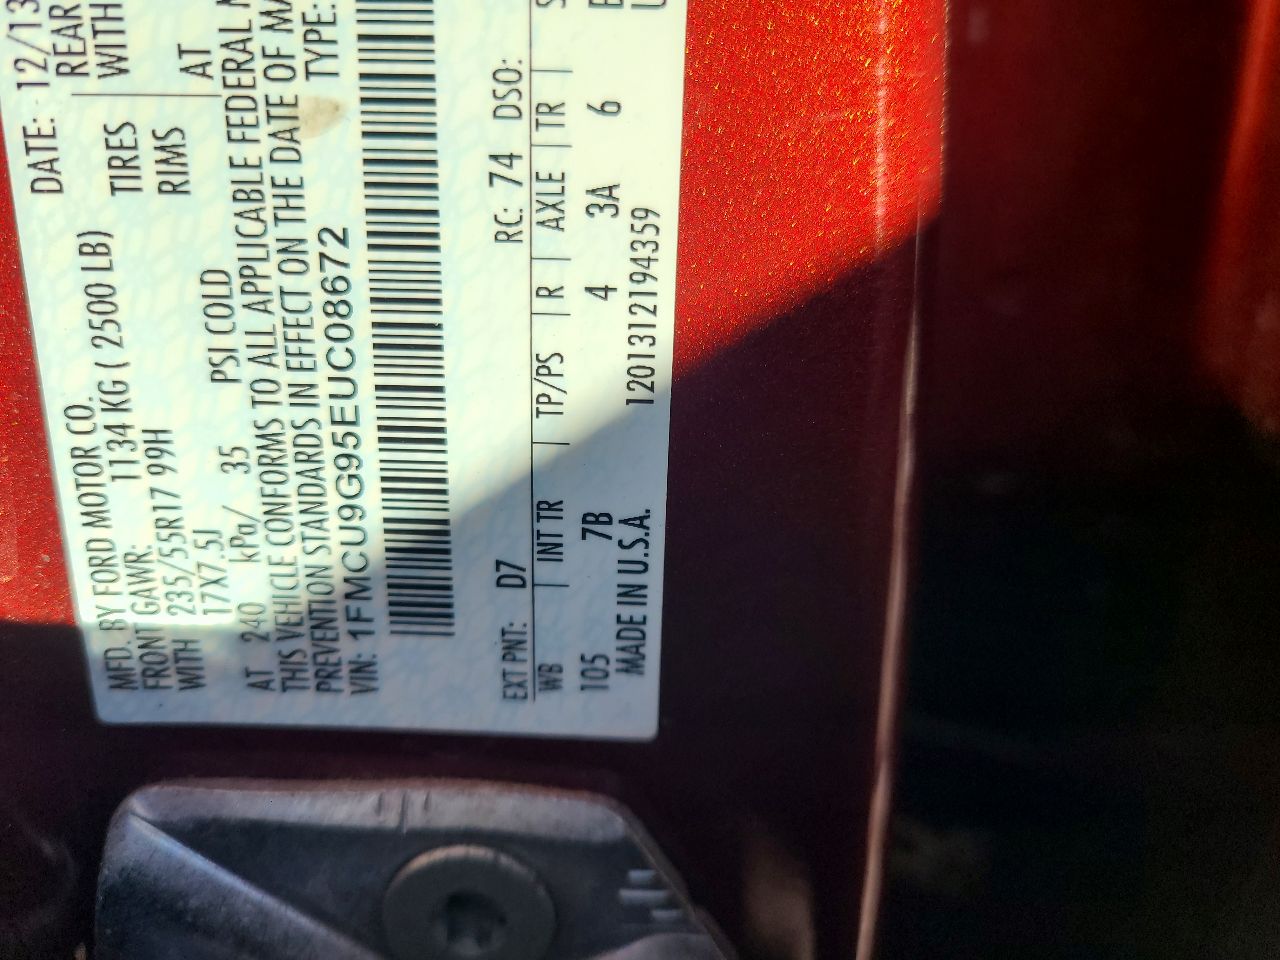 MFD. BY FORD MOTOR CO.
DATE: 12/13
FRONT GAWR: 1134 KG ( 2500 LB)
REAR
WITH 235/55R17 99H TIRES
WITH
17X7.5J RIMS
AT 240 kPa/ 35 PSI COLD
AT
THIS VEHICLE CONFORMS TO ALL APPLICABLE FEDERAL
PREVENTION STANDARDS IN EFFECT ON THE DATE OF
VIN: 1FMCU9G95EUC08672
TYPE:
EXT PNT: D7 RC: 74 DSO:
WB | INT TR | TP/PS | R | AXLE | TR |
105 7B 4 3A 6
MADE IN U.S.A. 1201312194359